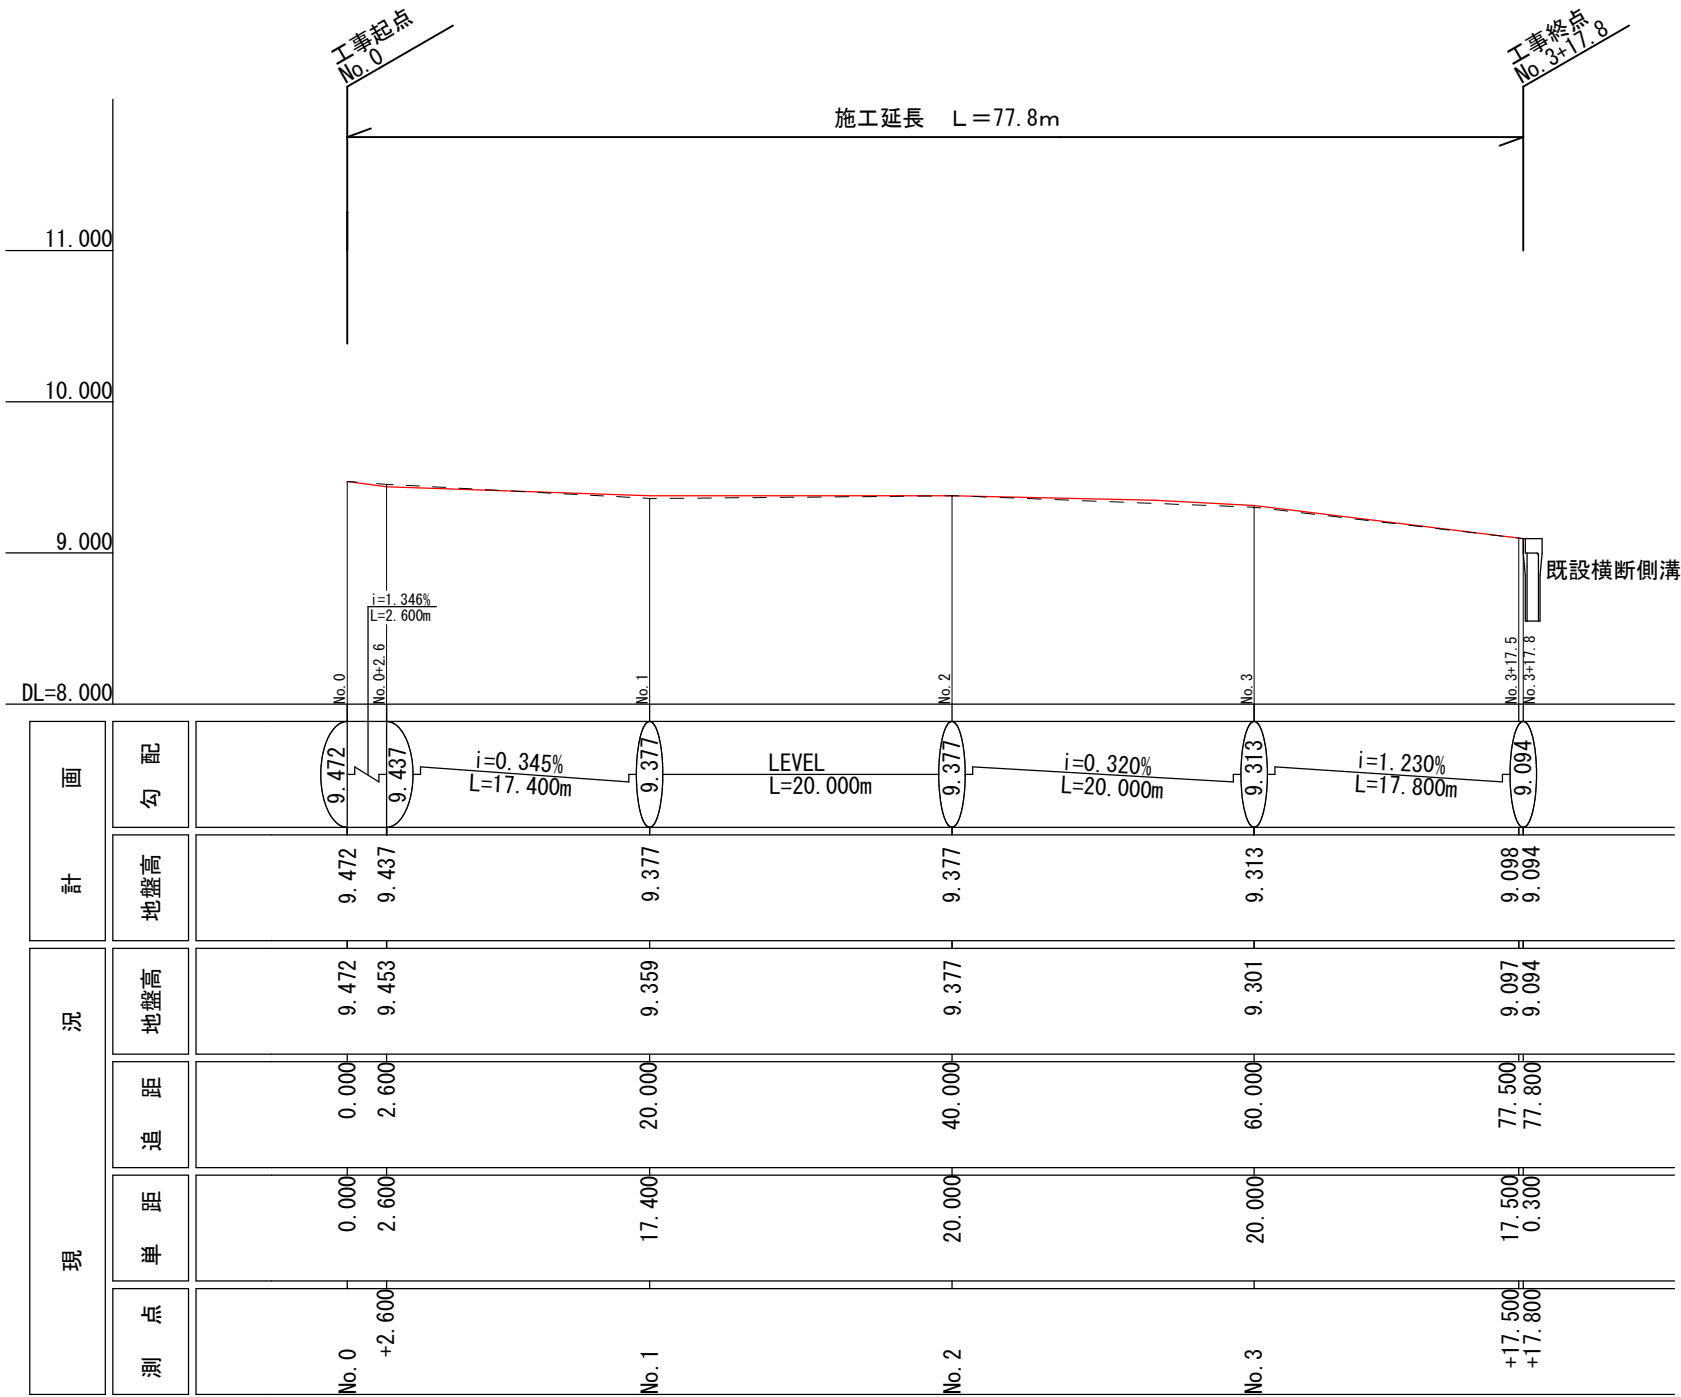 工事起点
No.0
工事終点
No.3+17.8
施工延長　L=77.8m
11.000
10.000
9.000
DL=8.000
既設横断側溝
i=1.346%
L=2.600m
No.0
No.0+2.6
No.1
No.2
No.3
No.3+17.5
No.3+17.8
計画
勾配
9.472
9.437
i=0.345%
L=17.400m
9.377
LEVEL
L=20.000m
9.377
i=0.320%
L=20.000m
9.313
i=1.230%
L=17.800m
9.094
地盤高
9.472
9.437
9.377
9.377
9.313
9.098
9.094
現況
地盤高
9.472
9.453
9.359
9.377
9.301
9.097
9.094
追距
0.000
2.600
20.000
40.000
60.000
77.500
77.800
単距
0.000
2.600
17.400
20.000
20.000
17.500
0.300
測点
No.0
+2.600
No.1
No.2
No.3
+17.500
+17.800